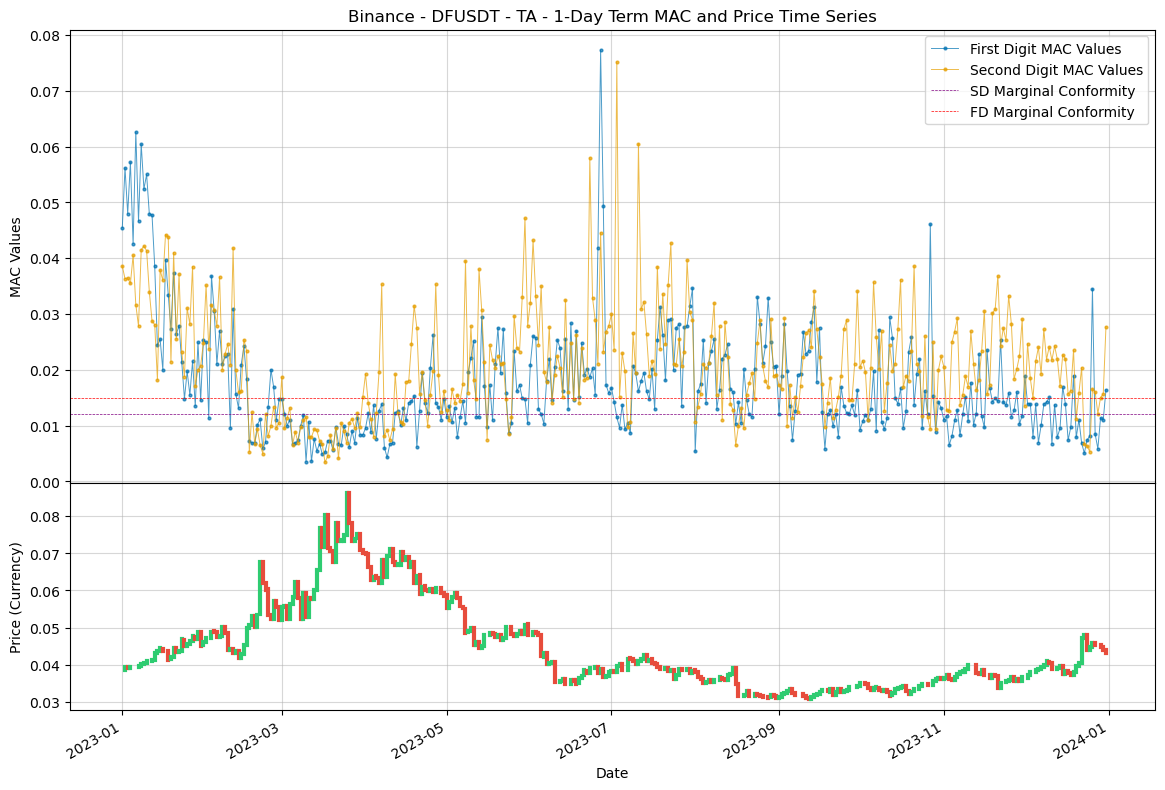 Binance - DFUSDT - TA - 1-Day Term MAC and Price Time Series
First Digit MAC Values
Second Digit MAC Values
SD Marginal Conformity
FD Marginal Conformity
MAC Values
0.08
0.07
0.06
0.05
0.04
0.03
0.02
0.01
0.00
Price (Currency)
0.08
0.07
0.06
0.05
0.04
0.03
2023-01
2023-03
2023-05
2023-07
2023-09
2023-11
2024-01
Date